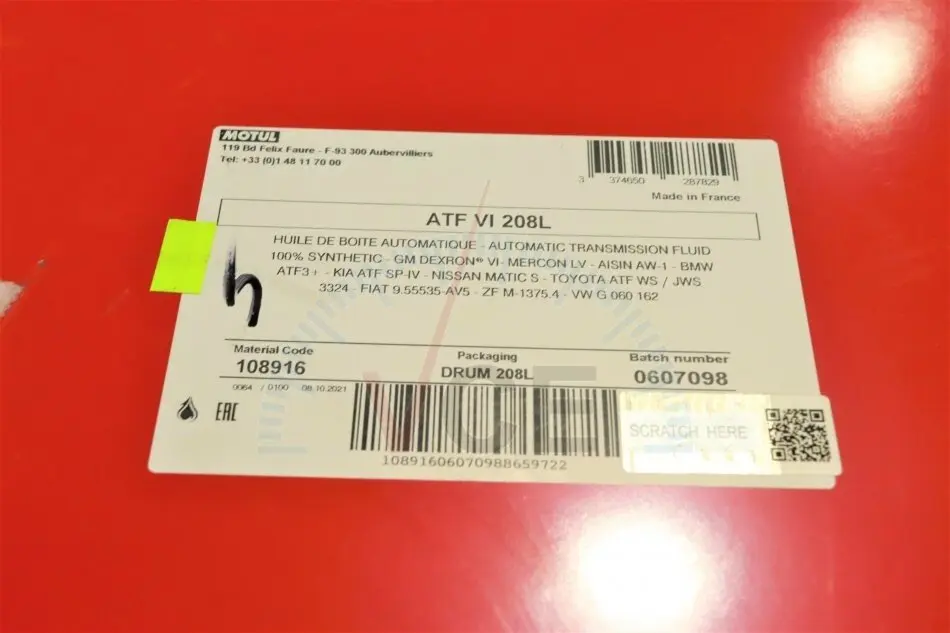 MOTUL
119 Bd Felix Faure - F-93 300 Aubervilliers
Tel: +33 (0)1 48 11 70 00
3 374650 287829
Made in France
ATF VI 208L
HUILE DE BOITE AUTOMATIQUE - AUTOMATIC TRANSMISSION FLUID
100% SYNTHETIC - GM DEXRON® VI - MERCON LV - AISIN AW-1 - BMW
ATF3+ - KIA ATF SP-IV - NISSAN MATIC S - TOYOTA ATF WS / JWS
3324 - FIAT 9.55535-AV5 - ZF M-1375.4 - VW G 060 162
Material Code
108916
Packaging
DRUM 208L
Batch number
0607098
0064 / 0100 08.10.2021
EAC
SCRATCH HERE
10891606070988659722